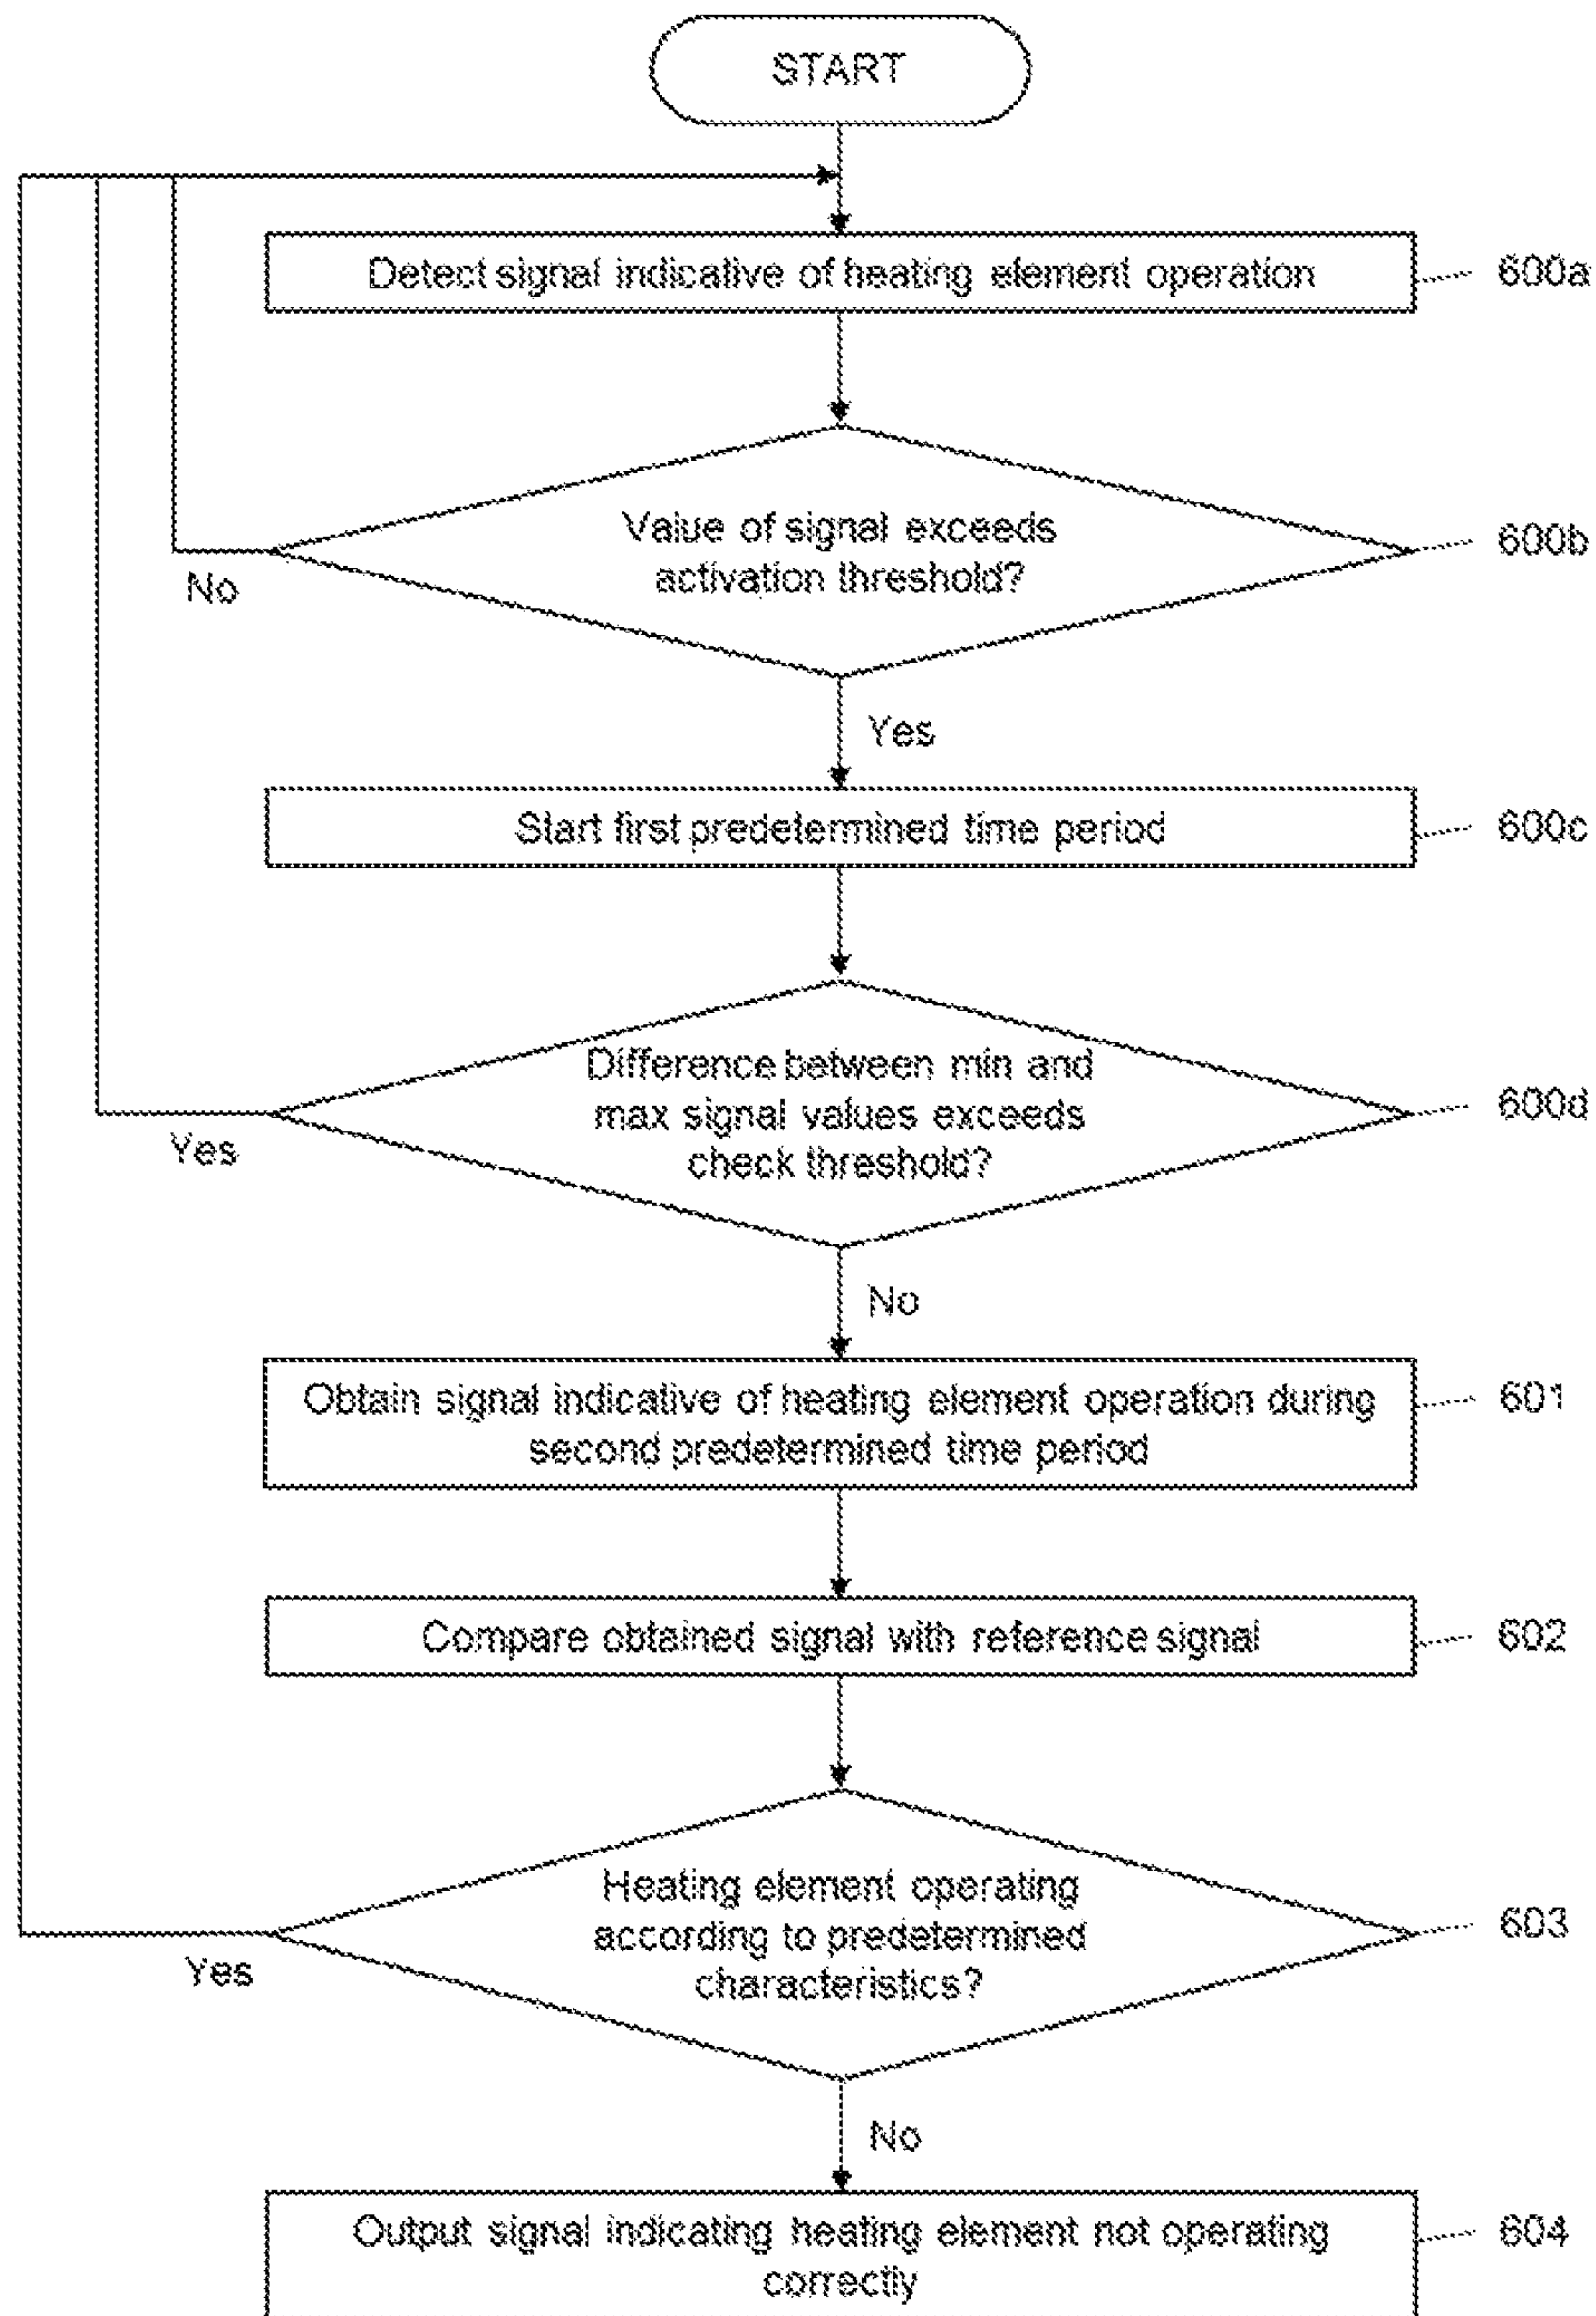 START
Detect signal indicative of heating element operation
600a
Value of signal exceeds
activation threshold?
600b
No
Yes
Start first predetermined time period
600c
Difference between min and
max signal values exceeds
check threshold?
600d
Yes
No
Obtain signal indicative of heating element operation during
second predetermined time period
601
Compare obtained signal with reference signal
602
Heating element operating
according to predetermined
characteristics?
603
Yes
No
Output signal indicating heating element not operating
correctly
604